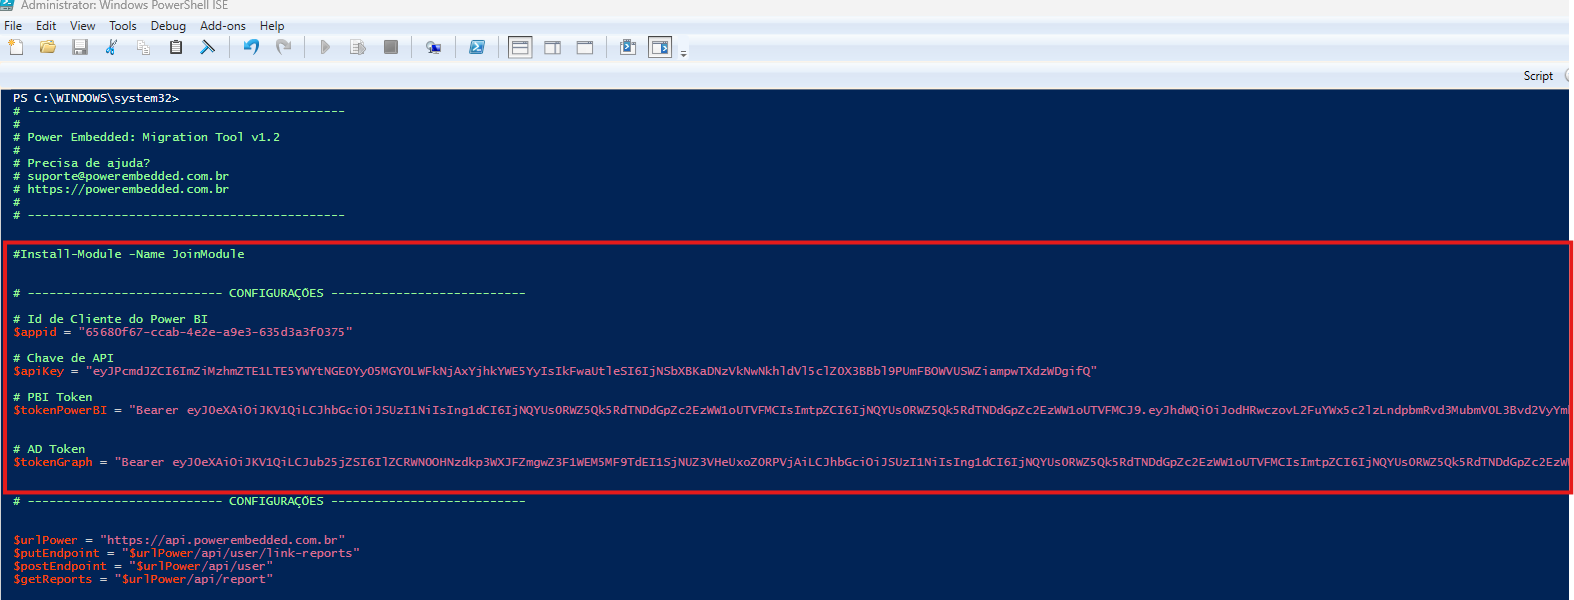 Administrator: Windows PowerShell ISE
File Edit View Tools Debug Add-ons Help
Script
PS C:\WINDOWS\system32>
# --------------------------------------------
#
# Power Embedded: Migration Tool v1.2
#
# Precisa de ajuda?
# suporte@powerembedded.com.br
# https://powerembedded.com.br
#
# --------------------------------------------
#Install-Module -Name JoinModule
# --------------------------- CONFIGURAÇÕES ---------------------------
# Id de Cliente do Power BI
$appid = "65680f67-ccab-4e2e-a9e3-635d3a3f0375"
# Chave de API
$apiKey =
# PBI Token
$tokenPowerBI = "Bearer
# AD Token
$tokenGraph = "Bearer
# --------------------------- CONFIGURAÇÕES ---------------------------
$urlPower = "https://api.powerembedded.com.br"
$putEndpoint = "$urlPower/api/user/link-reports"
$postEndpoint = "$urlPower/api/user"
$getReports = "$urlPower/api/report"